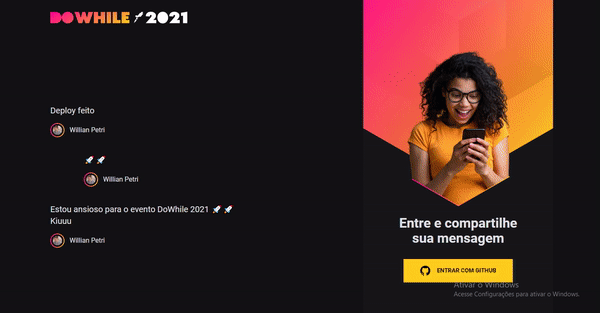 DOWHILE 2021
Deploy feito
Willian Petri
🚀 🚀
Willian Petri
Estou ansioso para o evento DoWhile 2021 🚀 🚀
Kiuuu
Willian Petri
Entre e compartilhe
sua mensagem
ENTRAR COM GITHUB
Ativar o Windows
Acesse Configurações para ativar o Windows.